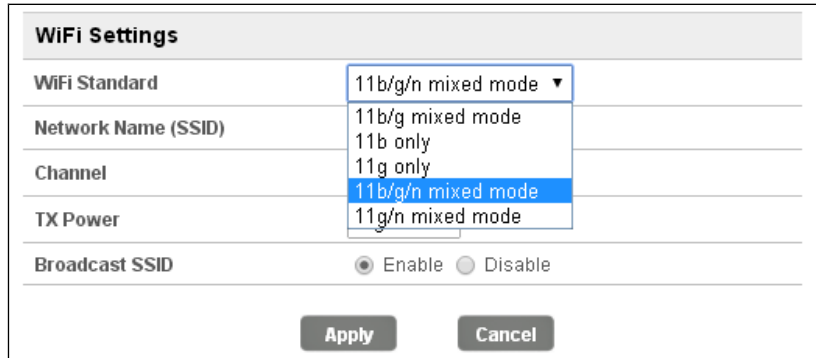 WiFi Settings
WiFi Standard 11b/g/n mixed mode
11b/g mixed mode
Network Name (SSID)
11b only
11g only
Channel
11b/g/n mixed mode
TX Power 11g/n mixed mode
Broadcast SSID Enable Disable
Apply Cancel